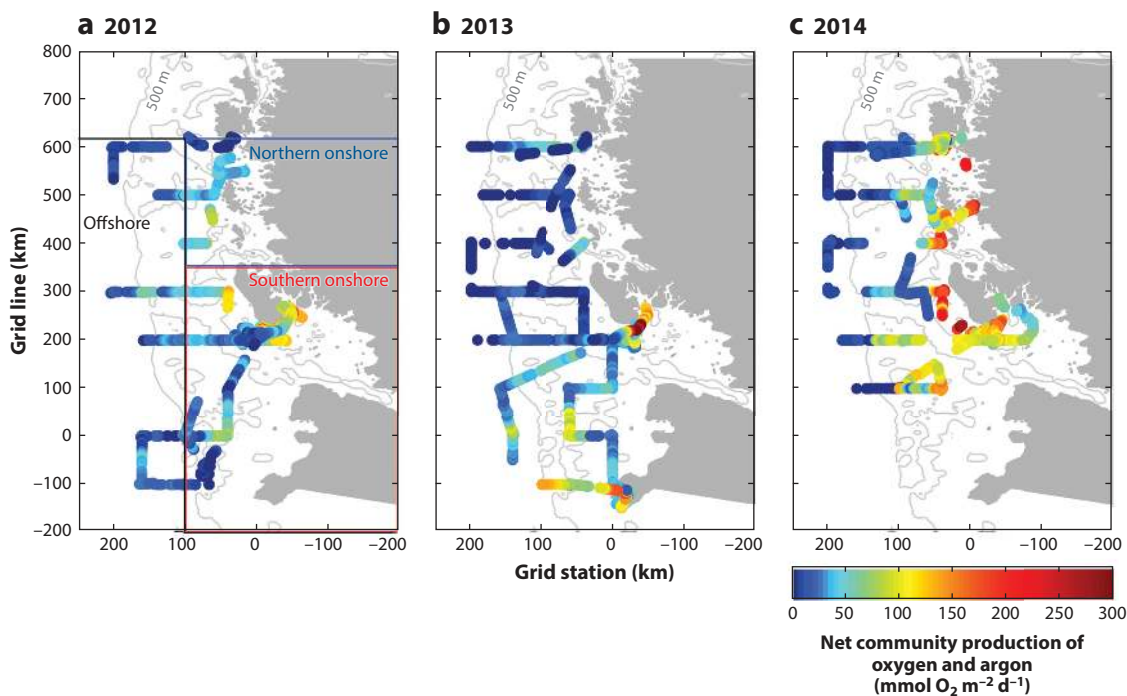 a 2012
b 2013
c 2014
800
700
600
500
400
300
200
100
0
−100
−200
Grid line (km)
500 m
500 m
500 m
Northern onshore
Offshore
Southern onshore
200 100 0 −100 −200
200 100 0 −100 −200
200 100 0 −100 −200
Grid station (km)
0 50 100 150 200 250 300
Net community production of
oxygen and argon
(mmol O₂ m⁻² d⁻¹)